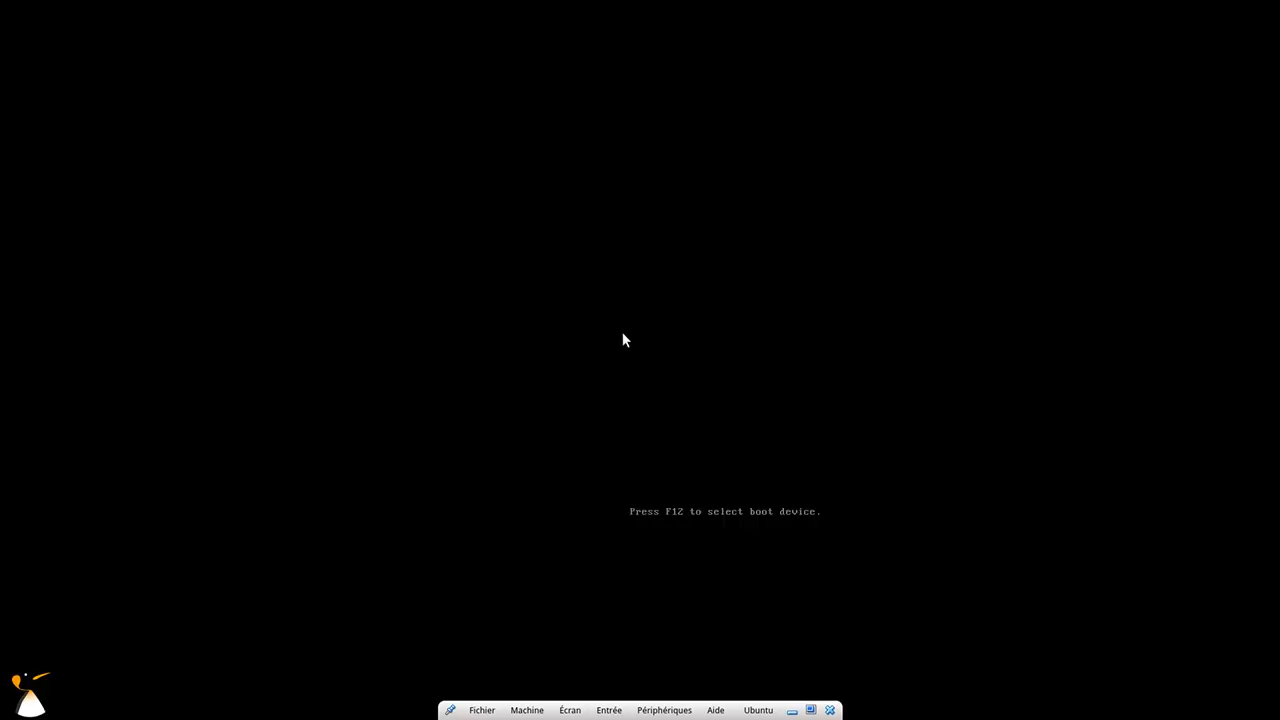 Press F12 to select boot device.
Fichier Machine Écran Entrée Périphériques Aide Ubuntu